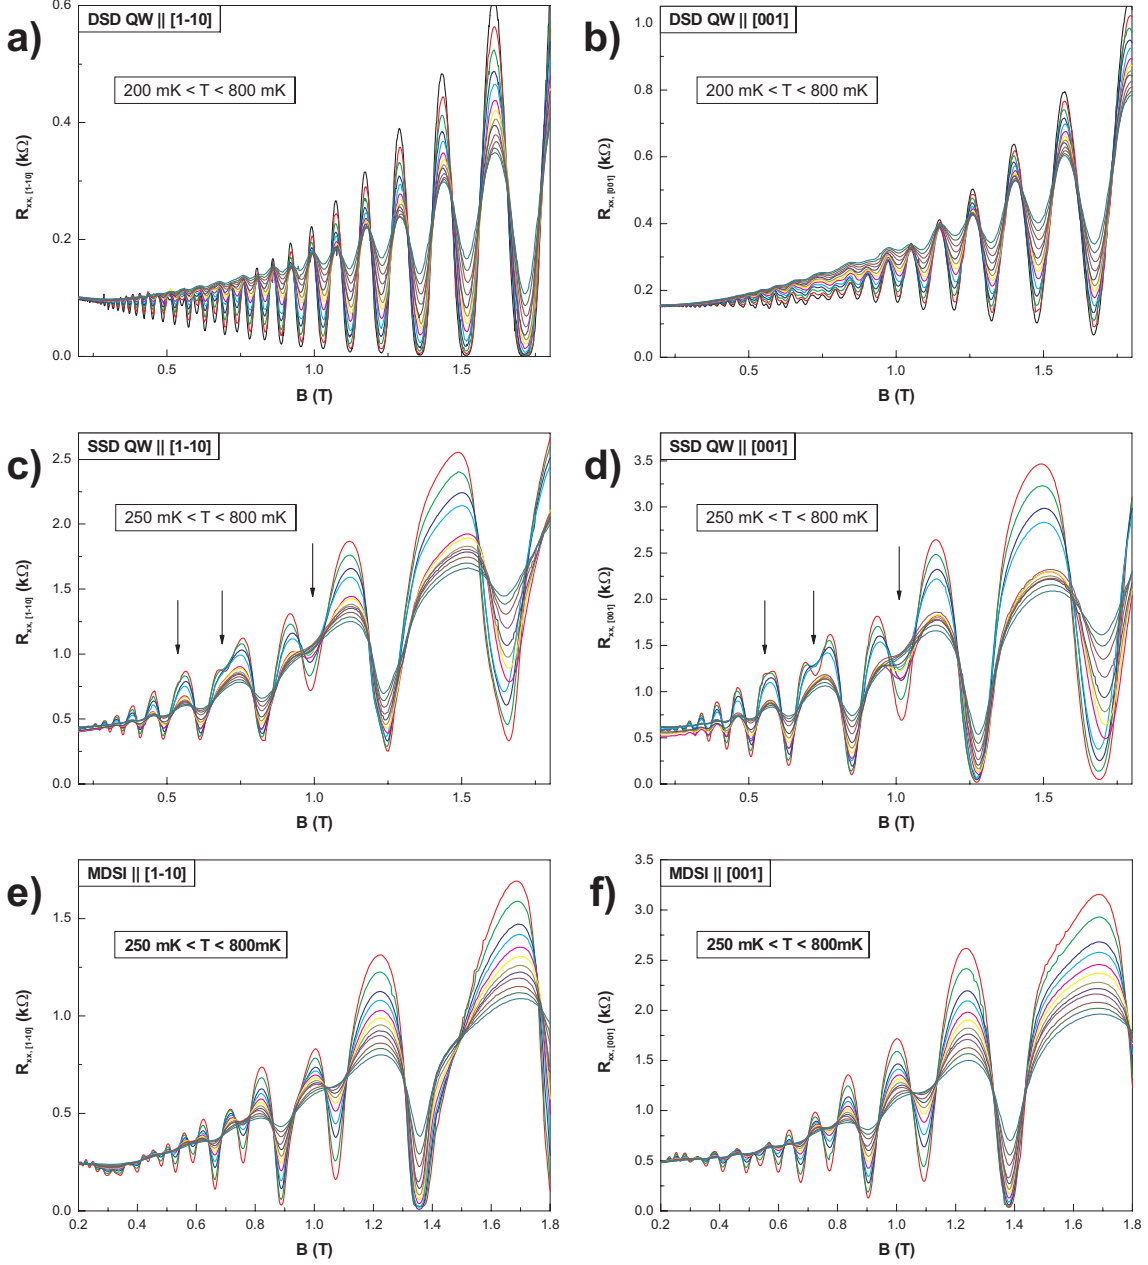 a)
DSD QW || [1-10]
200 mK < T < 800 mK
0.6
0.4
0.2
0.0
R_xx, [1-10] (kΩ)
0.5
1.0
1.5
B (T)
b)
DSD QW || [001]
200 mK < T < 800 mK
1.0
0.8
0.6
0.4
0.2
0.0
R_xx, [001] (kΩ)
0.5
1.0
1.5
B (T)
c)
SSD QW || [1-10]
250 mK < T < 800 mK
2.5
2.0
1.5
1.0
0.5
0.0
R_xx, [1-10] (kΩ)
0.5
1.0
1.5
B (T)
d)
SSD QW || [001]
250 mK < T < 800 mK
3.5
3.0
2.5
2.0
1.5
1.0
0.5
0.0
R_xx, [001] (kΩ)
0.5
1.0
1.5
B (T)
e)
MDSI || [1-10]
250 mK < T < 800mK
1.5
1.0
0.5
0.0
R_xx, [1-10] (kΩ)
0.2
0.4
0.6
0.8
1.0
1.2
1.4
1.6
1.8
B (T)
f)
MDSI || [001]
250 mK < T < 800mK
3.5
3.0
2.5
2.0
1.5
1.0
0.5
0.0
R_xx, [001] (kΩ)
0.2
0.4
0.6
0.8
1.0
1.2
1.4
1.6
1.8
B (T)